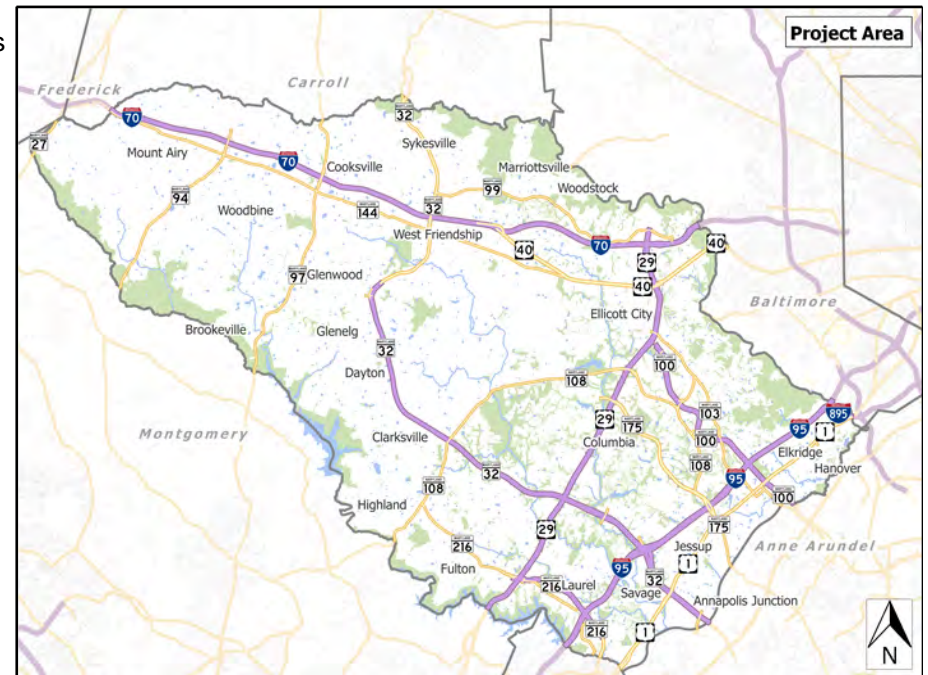 s
Project Area
Frederick
Carroll
70
32
27
Mount Airy
Sykesville
70
Cooksville
Marriottsville
99
Woodstock
94
144
32
Woodbine
West Friendship
40
70
40
29
97
Glenwood
40
Baltimore
Ellicott City
Brookeville
Glenelg
32
Dayton
100
108
895
103
29
175
95
1
Montgomery
Clarksville
Columbia
100
Elkridge
108
Hanover
32
95
108
100
Highland
175
29
Anne Arundel
216
Jessup
1
Fulton
95
32
216
Laurel
Savage
Annapolis Junction
216
1
N